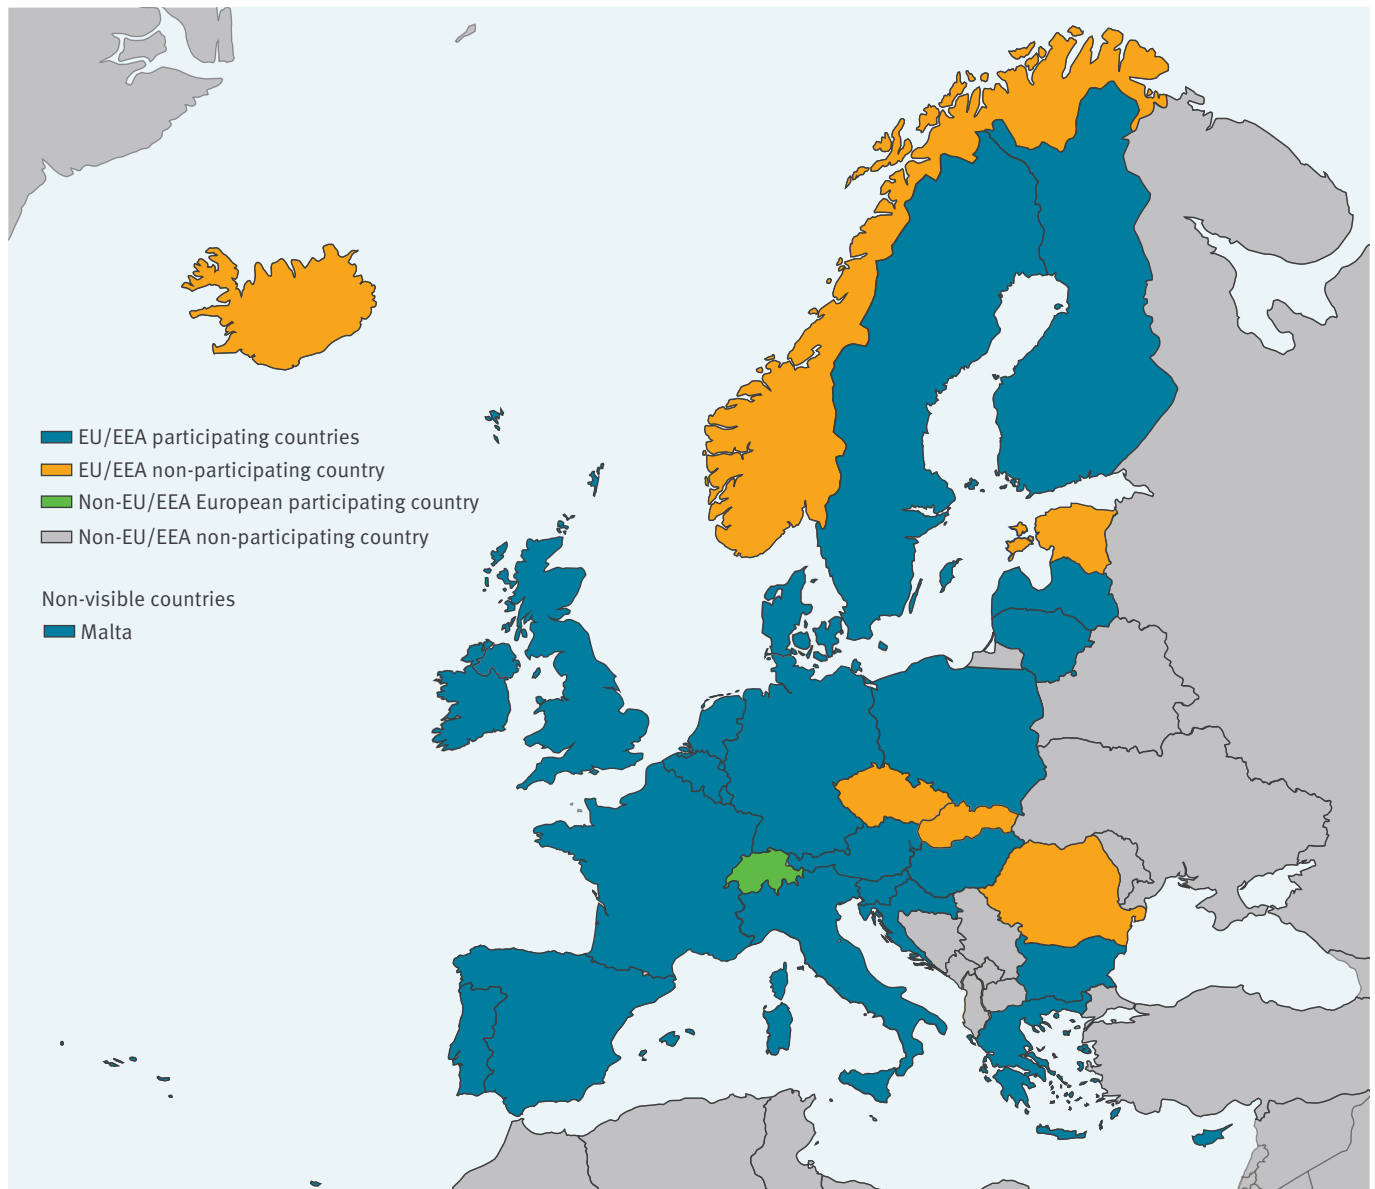 EU/EEA participating countries
EU/EEA non-participating country
Non-EU/EEA European participating country
Non-EU/EEA non-participating country
Non-visible countries
Malta